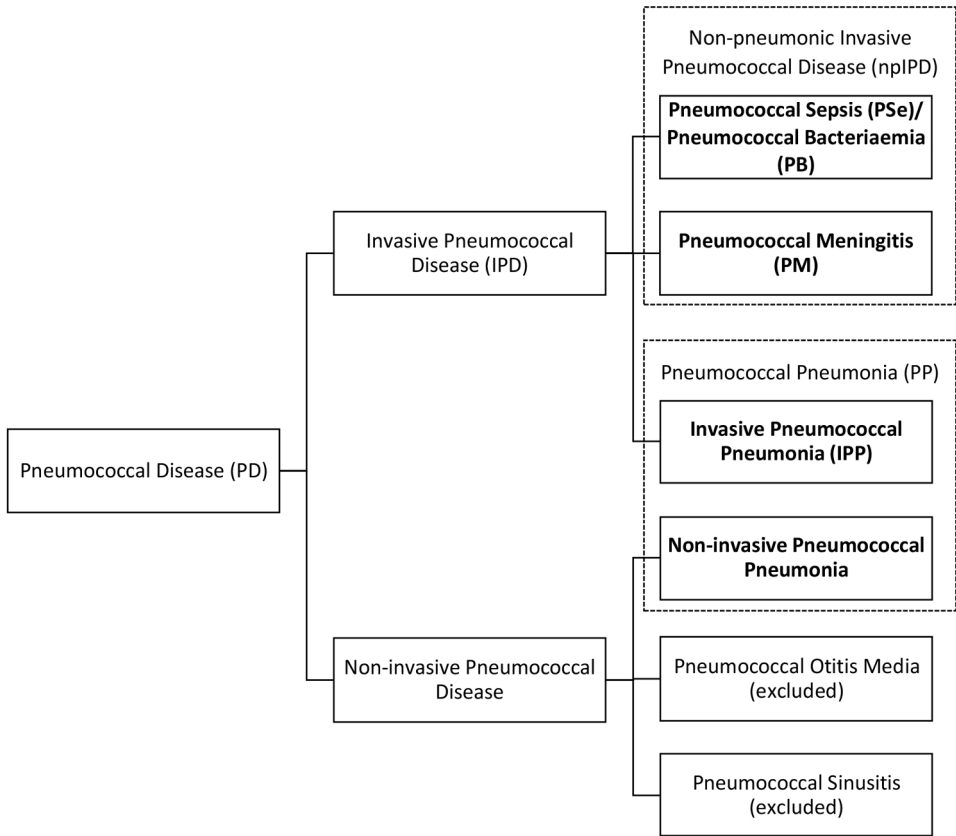 Non-pneumonic Invasive
Pneumococcal Disease (npIPD)
Pneumococcal Sepsis (PSe)/
Pneumococcal Bacteriaemia
(PB)
Invasive Pneumococcal
Disease (IPD)
Pneumococcal Meningitis
(PM)
Pneumococcal Pneumonia (PP)
Invasive Pneumococcal
Pneumonia (IPP)
Pneumococcal Disease (PD)
Non-invasive Pneumococcal
Pneumonia
Non-invasive Pneumococcal
Disease
Pneumococcal Otitis Media
(excluded)
Pneumococcal Sinusitis
(excluded)